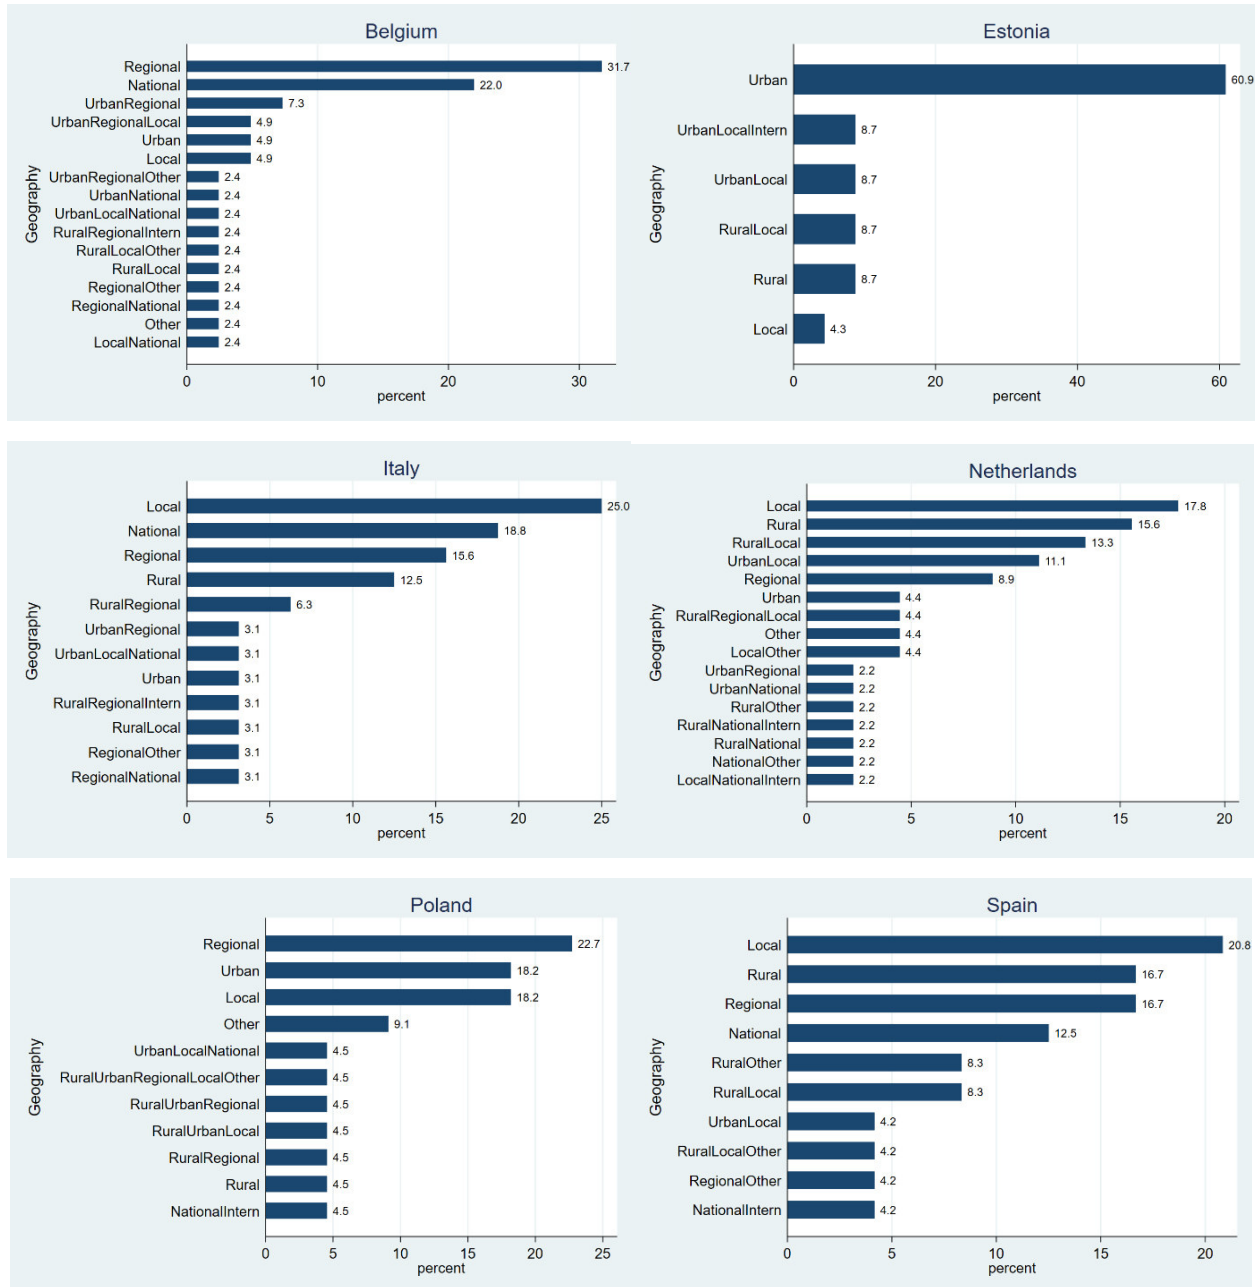 Belgium
Geography
Regional 31.7
National 22.0
UrbanRegional 7.3
UrbanRegionalLocal 4.9
Urban 4.9
Local 4.9
UrbanRegionalOther 2.4
UrbanNational 2.4
UrbanLocalNational 2.4
RuralRegionalIntern 2.4
RuralLocalOther 2.4
RuralLocal 2.4
RegionalOther 2.4
RegionalNational 2.4
Other 2.4
LocalNational 2.4
0 10 20 30
percent
Estonia
Geography
Urban 60.9
UrbanLocalIntern 8.7
UrbanLocal 8.7
RuralLocal 8.7
Rural 8.7
Local 4.3
0 20 40 60
percent
Italy
Geography
Local 25.0
National 18.8
Regional 15.6
Rural 12.5
RuralRegional 6.3
UrbanRegional 3.1
UrbanLocalNational 3.1
Urban 3.1
RuralRegionalIntern 3.1
RuralLocal 3.1
RegionalOther 3.1
RegionalNational 3.1
0 5 10 15 20 25
percent
Netherlands
Geography
Local 17.8
Rural 15.6
RuralLocal 13.3
UrbanLocal 11.1
Regional 8.9
Urban 4.4
RuralRegionalLocal 4.4
Other 4.4
LocalOther 4.4
UrbanRegional 2.2
UrbanNational 2.2
RuralOther 2.2
RuralNationalIntern 2.2
RuralNational 2.2
NationalOther 2.2
LocalNationalIntern 2.2
0 5 10 15 20
percent
Poland
Geography
Regional 22.7
Urban 18.2
Local 18.2
Other 9.1
UrbanLocalNational 4.5
RuralUrbanRegionalLocalOther 4.5
RuralUrbanRegional 4.5
RuralUrbanLocal 4.5
RuralRegional 4.5
Rural 4.5
NationalIntern 4.5
0 5 10 15 20 25
percent
Spain
Geography
Local 20.8
Rural 16.7
Regional 16.7
National 12.5
RuralOther 8.3
RuralLocal 8.3
UrbanLocal 4.2
RuralLocalOther 4.2
RegionalOther 4.2
NationalIntern 4.2
0 5 10 15 20
percent